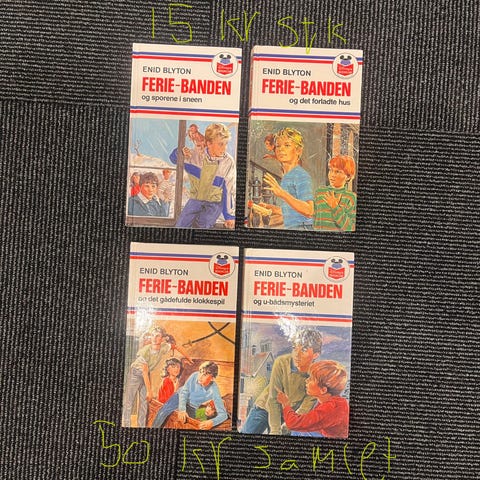 15 kr stk
ENID BLYTON
FERIE-BANDEN
og sporene i sneen
ENID BLYTON
FERIE-BANDEN
og det forladte hus
ENID BLYTON
FERIE-BANDEN
og det gådefulde klokkespil
ENID BLYTON
FERIE-BANDEN
og u-bådsmysteriet
50 kr samlet